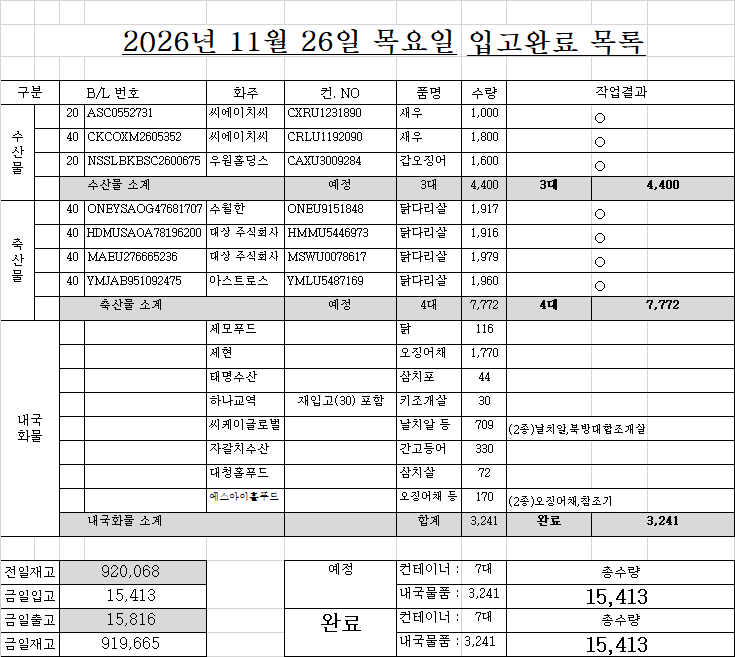 2026년 11월 26일 목요일 입고완료 목록
구분 B/L 번호 화주 컨. NO 품명 수량 작업결과
수산물
20 ASC0552731 씨에이치씨 CXRU1231890 새우 1,000 ○
40 CKCOXM2605352 씨에이치씨 CRLU1192090 새우 1,800 ○
20 NSSLBKBSC2600675 우원홀딩스 CAXU3009284 갑오징어 1,600 ○
수산물 소계 예정 3대 4,400 3대 4,400
축산물
40 ONEYSAOG47681707 수월한 ONEU9151848 닭다리살 1,917 ○
40 HDMUSAOA78196200 대상 주식회사 HMMU5446973 닭다리살 1,916 ○
40 MAEU276665236 대상 주식회사 MSWU0078617 닭다리살 1,979 ○
40 YMJAB951092475 아스트로스 YMLU5487169 닭다리살 1,960 ○
축산물 소계 예정 4대 7,772 4대 7,772
내국화물
세모푸드 닭 116
세현 오징어채 1,770
태명수산 삼치포 44
하나교역 재입고(30) 포함 키조개살 30
씨케이글로벌 날치알 등 709 (2종)날치알,북방대합조개살
자갈치수산 간고등어 330
대청홀푸드 삼치살 72
에스아이홀푸드 오징어채 등 170 (2종)오징어채,참조기
내국화물 소계 합계 3,241 완료 3,241
전일재고 920,068 예정 컨테이너 : 7대 총수량
금일입고 15,413 내국물품 : 3,241 15,413
금일출고 15,816 완료 컨테이너 : 7대 총수량
금일재고 919,665 내국물품 : 3,241 15,413